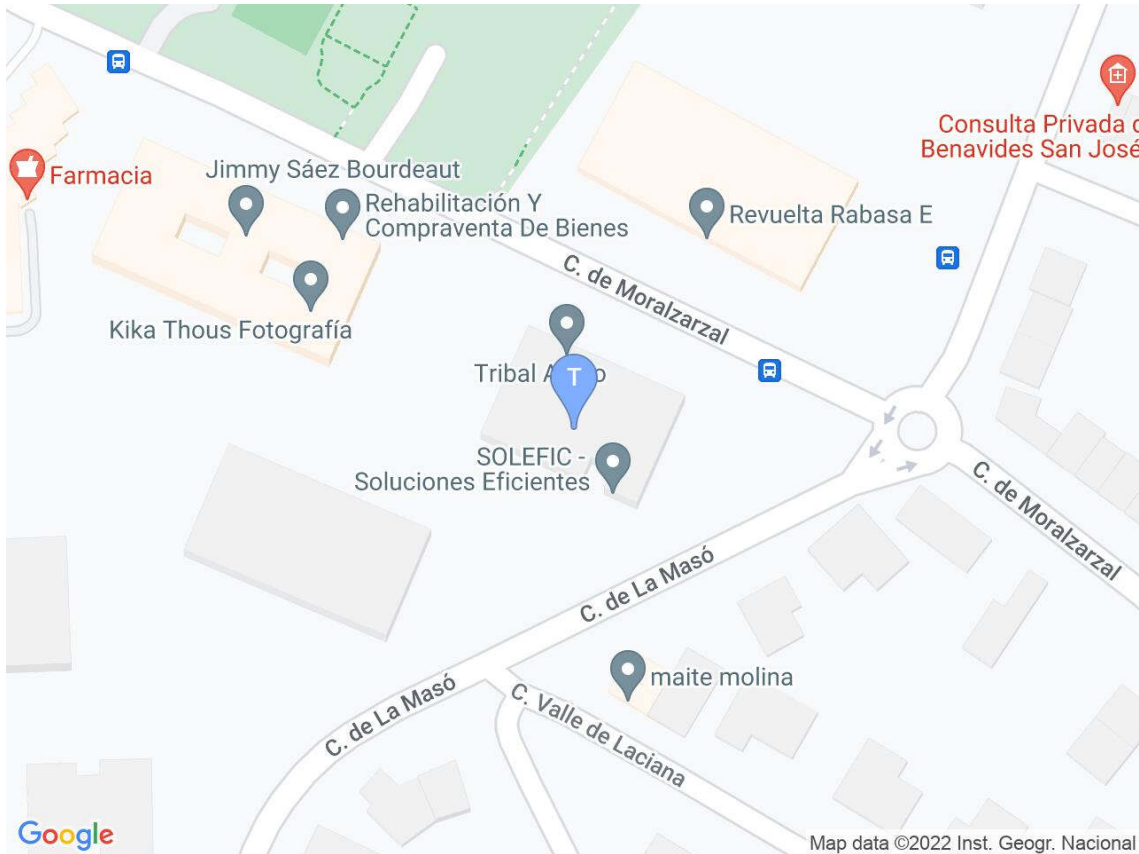 Farmacia
Jimmy Sáez Bourdeaut
Rehabilitación Y
Compraventa De Bienes
Kika Thous Fotografía
Revuelta Rabasa E
Consulta Privada
Benavides San José
C. de Moralzarzal
Tribal
T
SOLEFIC -
Soluciones Eficientes
C. de Moralzarzal
C. de La Masó
maite molina
C. de La Masó
C. Valle de Laciana
Google
Map data ©2022 Inst. Geogr. Nacional